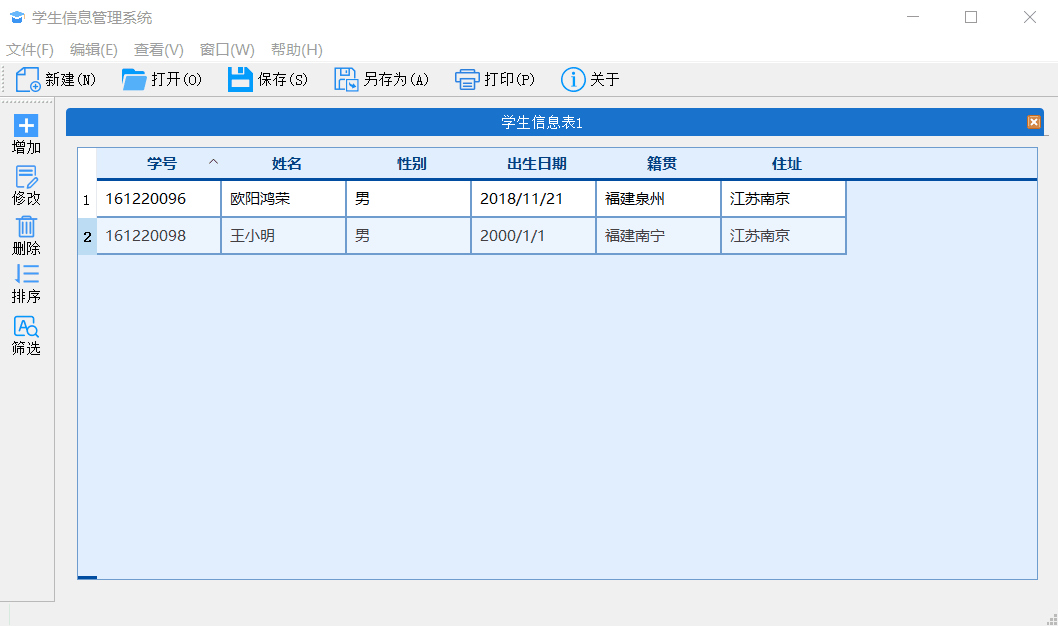 学生信息管理系统
文件(F) 编辑(E) 查看(V) 窗口(W) 帮助(H)
新建(N) 打开(O) 保存(S) 另存为(A) 打印(P) 关于
增加
修改
删除
排序
筛选
学生信息表1
学号 姓名 性别 出生日期 籍贯 住址
1 161220096 欧阳鸿荣 男 2018/11/21 福建泉州 江苏南京
2 161220098 王小明 男 2000/1/1 福建南宁 江苏南京